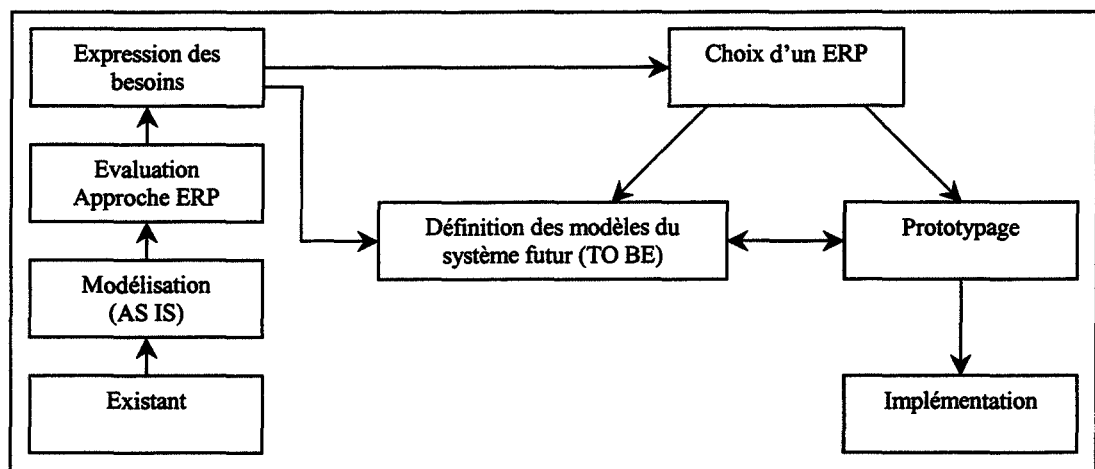 Expression des
besoins
Choix d'un ERP
Evaluation
Approche ERP
Définition des modèles du
système futur (TO BE)
Prototypage
Modélisation
(AS IS)
Existant
Implémentation